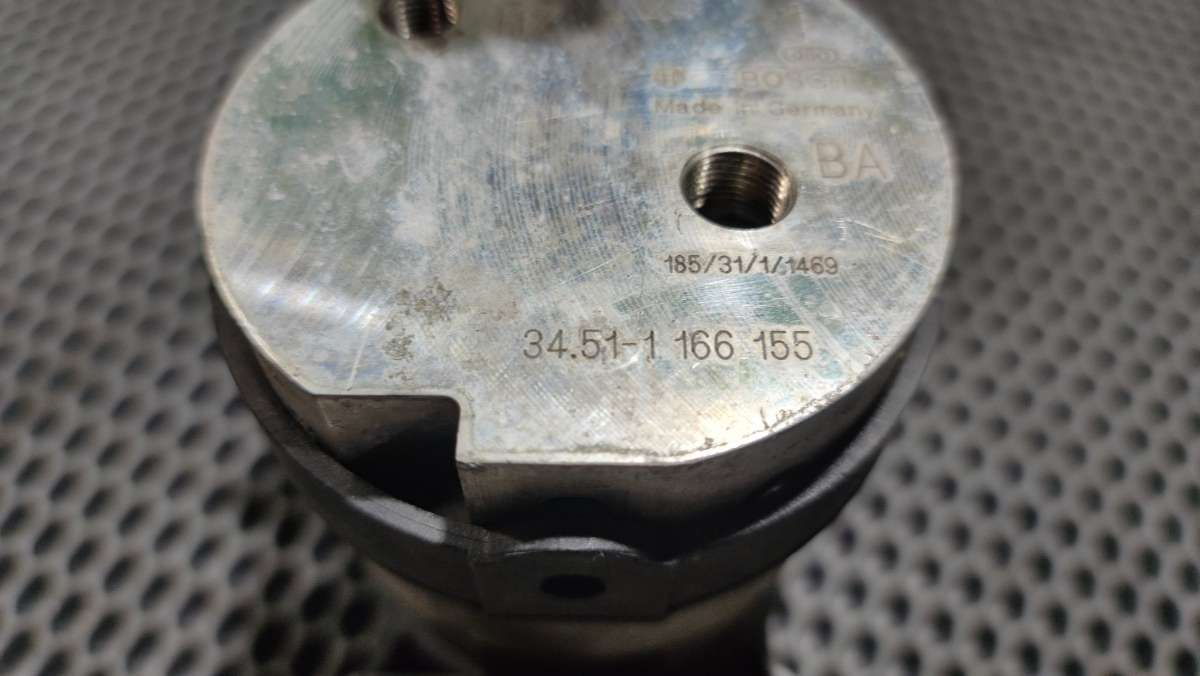 BOSCH
Made in Germany
BA
185/31/1/1469
34.51-1 166 155